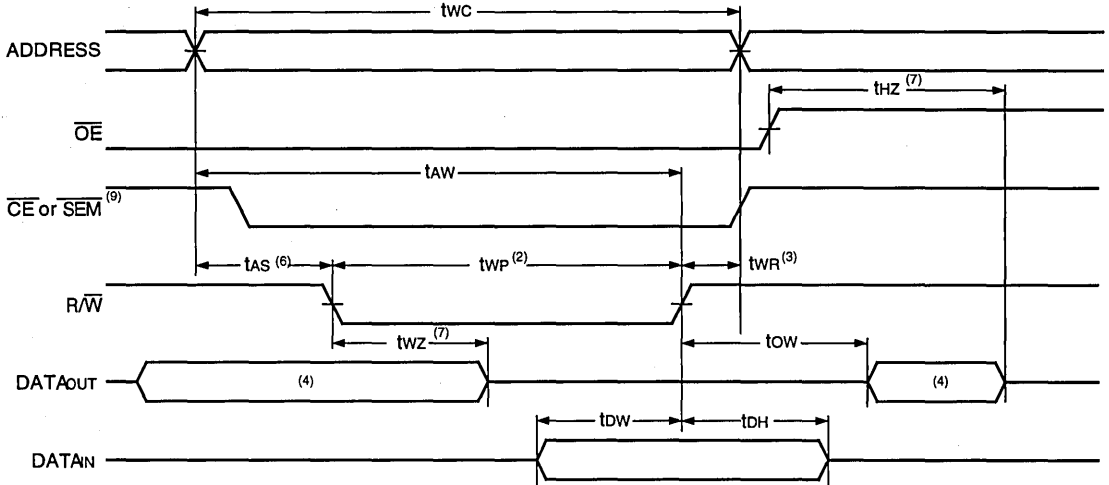 tWC
ADDRESS
tHZ (7)
OE
tAW
CE or SEM (9)
tAS (6) tWP (2) tWR (3)
R/W
tWZ (7) tOW
DATAOUT (4) (4)
tDW tDH
DATAIN